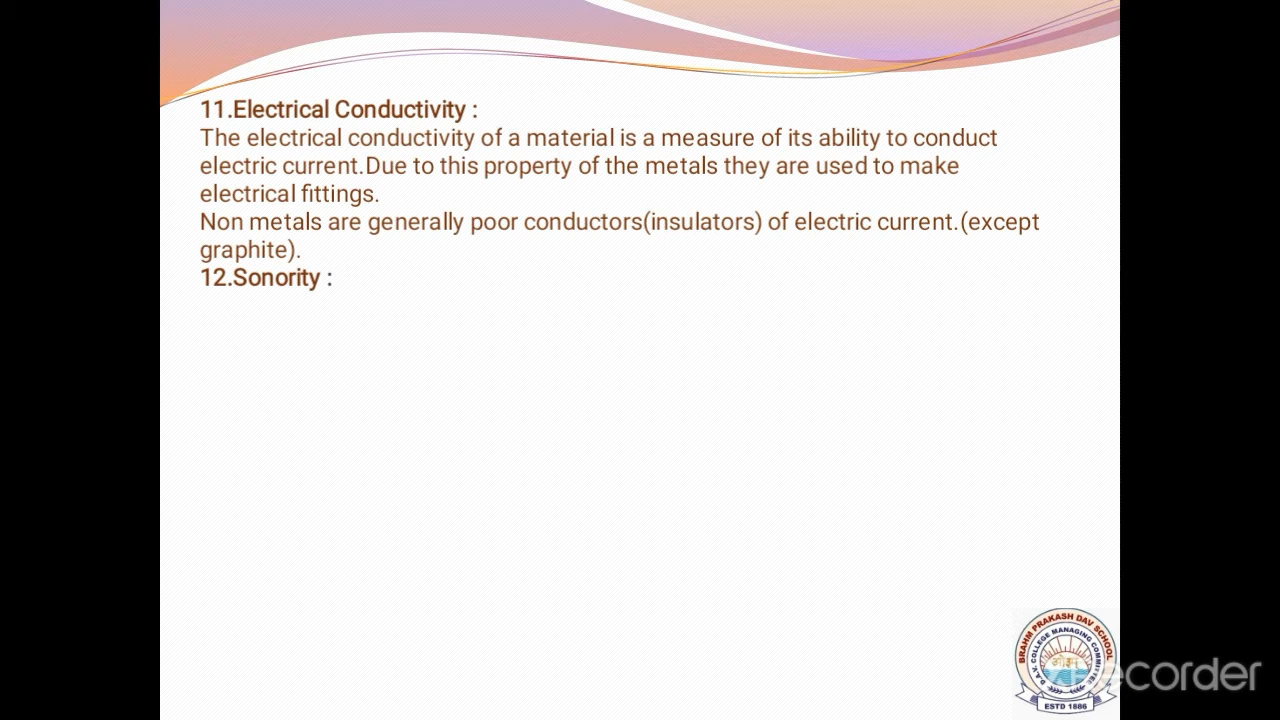 11.Electrical Conductivity :
The electrical conductivity of a material is a measure of its ability to conduct
electric current.Due to this property of the metals they are used to make
electrical fittings.
Non metals are generally poor conductors(insulators) of electric current.(except
graphite).
12.Sonority :
BRAHM PRAKASH DAV SCHOOL
D.A.V. COLLEGE MANAGING COMMITTEE
ओ३म्
ESTD 1886
ecorder